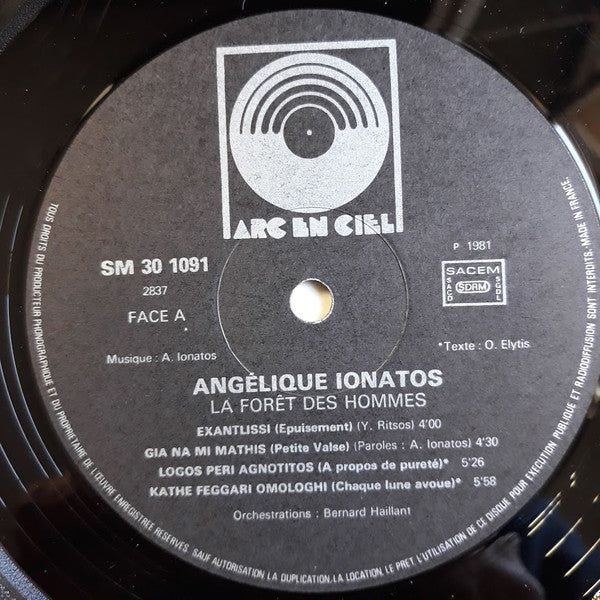 ARC EN CIEL
SM 30 1091
2837
FACE A
P 1981
SACEM
SACD
SDRM
SGDL
Musique : A. Ionatos
*Texte : O. Elytis
ANGÉLIQUE IONATOS
LA FORÊT DES HOMMES
EXANTLISSI (Epuisement) (Y. Ritsos) 4'00
GIA NA MI MATHIS (Petite Valse) (Paroles : A. Ionatos) 4'30
LOGOS PERI AGNOTITOS (A propos de pureté)* 5'26
KATHE FEGGARI OMOLOGHI (Chaque lune avoue)* 5'58
Orchestrations : Bernard Haillant
TOUS DROITS DU PRODUCTEUR PHONOGRAPHIQUE ET DU PROPRIETAIRE DE L'ŒUVRE ENREGISTREE RESERVES. SAUF AUTORISATION LA DUPLICATION, LA LOCATION, LE PRET, L'UTILISATION DE CE DISQUE POUR EXECUTION PUBLIQUE ET RADIODIFFUSION SONT INTERDITS. MADE IN FRANCE.